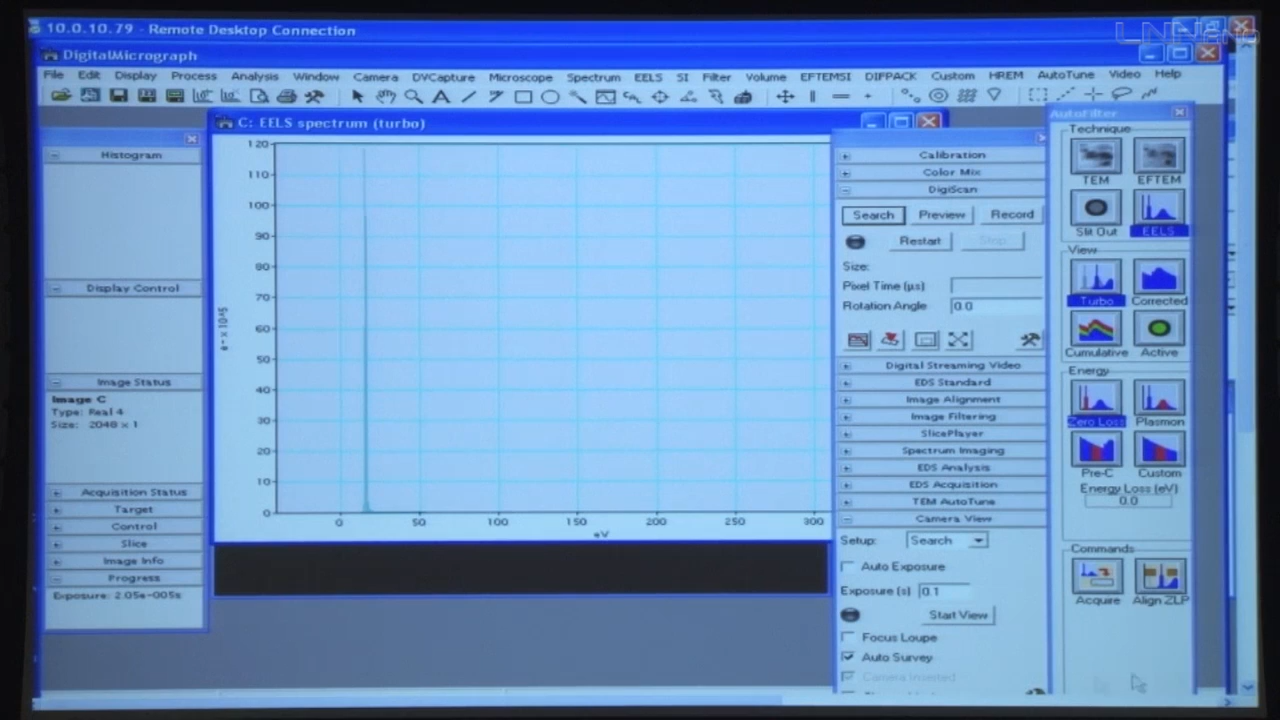 10.0.10.79 - Remote Desktop Connection
DigitalMicrograph
File Edit Display Process Analysis Window Camera DVCapture Microscope Spectrum EELS SI Filter Volume EFTEMSI DIFPACK Custom HREM AutoTune Video Help
C: EELS spectrum (turbo)
120
110
100
90
80
70
60
50
40
30
20
10
0
e- x 10^5
0 50 100 150 200 250 300
eV
Histogram
Display Control
Image Status
Image C
Type: Real 4
Size: 2048 x 1
Acquisition Status
Target
Control
Slice
Image Info
Progress
Exposure: 2.05e-005s
Calibration
Color Mix
DigiScan
Search Preview Record
Restart Stop
Size:
Pixel Time (µs)
Rotation Angle 0.0
Digital Streaming Video
EDS Standard
Image Alignment
Image Filtering
SlicePlayer
Spectrum Imaging
EDS Analysis
EDS Acquisition
TEM AutoTune
Camera View
Setup: Search
Auto Exposure
Exposure (s) 0.1
Start View
Focus Loupe
Auto Survey
Camera Inserted
AutoFilter
Technique
TEM EFTEM
Slit Out EELS
View
Turbo Corrected
Cumulative Active
Energy
Zero Loss Plasmon
Pre-C Custom
Energy Loss (eV)
0.0
Commands
Acquire Align ZLP
LNNano